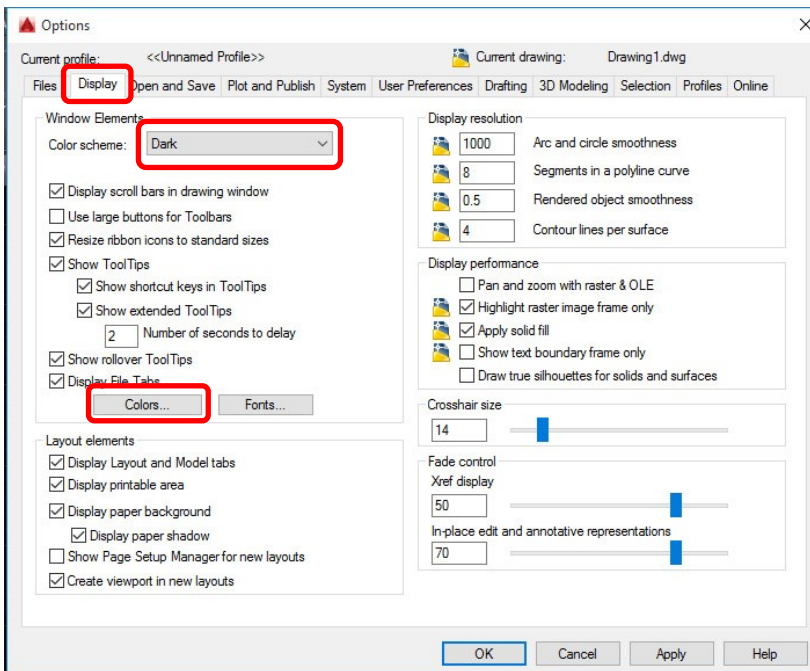 Options
Current profile: <<Unnamed Profile>> Current drawing: Drawing1.dwg
Files Display Open and Save Plot and Publish System User Preferences Drafting 3D Modeling Selection Profiles Online
Window Elements
Color scheme: Dark
Display scroll bars in drawing window
Use large buttons for Toolbars
Resize ribbon icons to standard sizes
Show ToolTips
Show shortcut keys in ToolTips
Show extended ToolTips
2 Number of seconds to delay
Show rollover ToolTips
Display File Tabs
Colors... Fonts...
Layout elements
Display Layout and Model tabs
Display printable area
Display paper background
Display paper shadow
Show Page Setup Manager for new layouts
Create viewport in new layouts
Display resolution
1000 Arc and circle smoothness
8 Segments in a polyline curve
0.5 Rendered object smoothness
4 Contour lines per surface
Display performance
Pan and zoom with raster & OLE
Highlight raster image frame only
Apply solid fill
Show text boundary frame only
Draw true silhouettes for solids and surfaces
Crosshair size
14
Fade control
Xref display
50
In-place edit and annotative representations
70
OK Cancel Apply Help